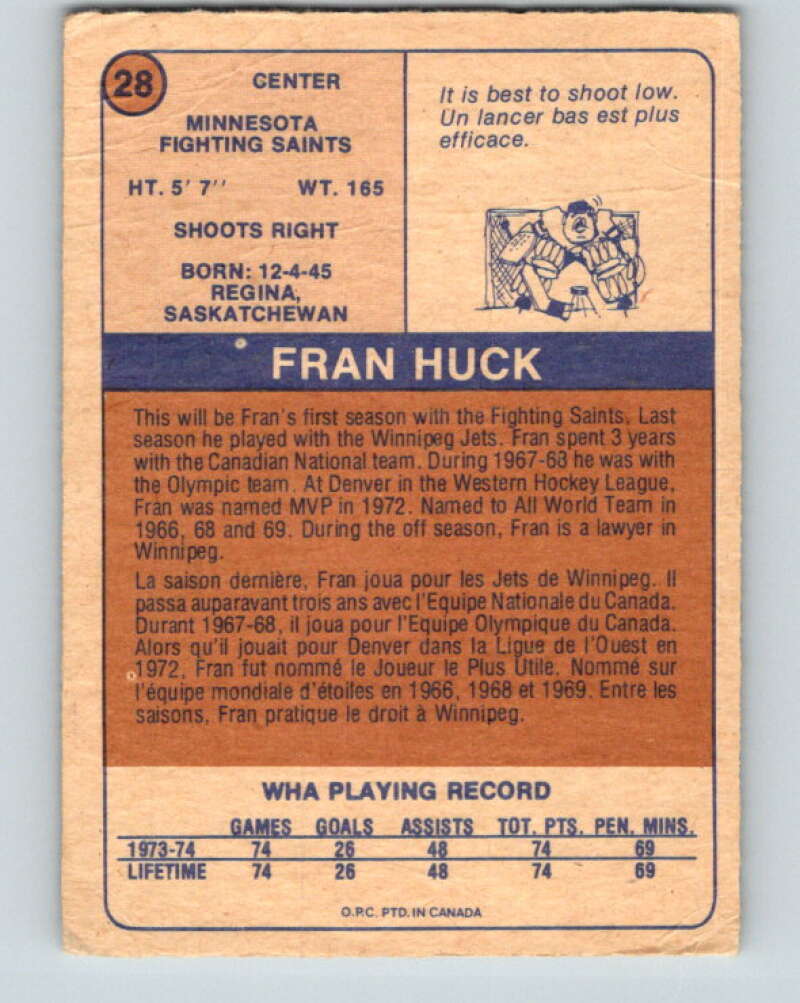 28
CENTER
MINNESOTA
FIGHTING SAINTS
HT. 5' 7'' WT. 165
SHOOTS RIGHT
BORN: 12-4-45
REGINA,
SASKATCHEWAN
It is best to shoot low.
Un lancer bas est plus
efficace.
FRAN HUCK
This will be Fran's first season with the Fighting Saints. Last
season he played with the Winnipeg Jets. Fran spent 3 years
with the Canadian National team. During 1967-68 he was with
the Olympic team. At Denver in the Western Hockey League,
Fran was named MVP in 1972. Named to All World Team in
1966, 68 and 69. During the off season, Fran is a lawyer in
Winnipeg.
La saison dernière, Fran joua pour les Jets de Winnipeg. Il
passa auparavant trois ans avec l'Equipe Nationale du Canada.
Durant 1967-68, il joua pour l'Equipe Olympique du Canada.
Alors qu'il jouait pour Denver dans la Ligue de l'Ouest en
1972, Fran fut nommé le Joueur le Plus Utile. Nommé sur
l'équipe mondiale d'étoiles en 1966, 1968 et 1969. Entre les
saisons, Fran pratique le droit à Winnipeg.
WHA PLAYING RECORD
GAMES GOALS ASSISTS TOT. PTS. PEN. MINS.
1973-74 74 26 48 74 69
LIFETIME 74 26 48 74 69
O.P.C. PTD. IN CANADA